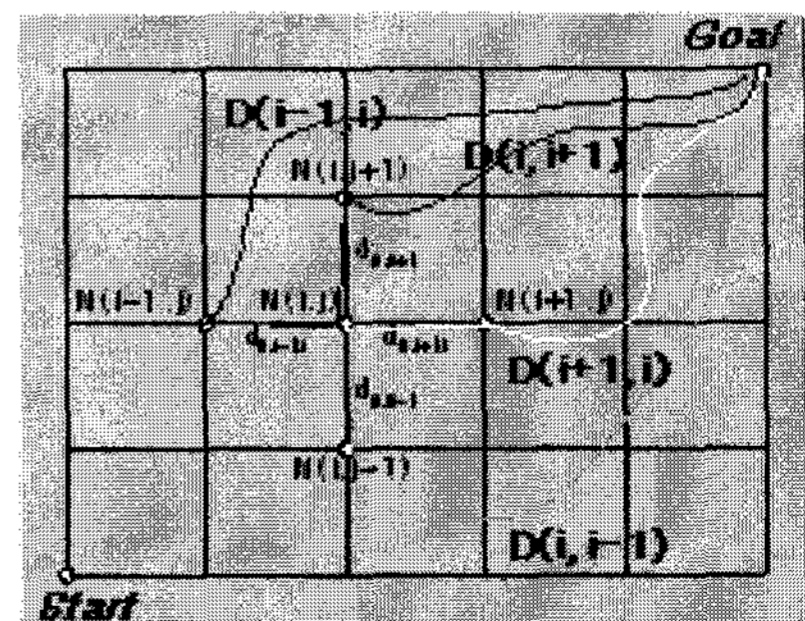 Goal
D(i-1,i)
D(i,i+1)
N(i,j+1)
N(i-1,j)
N(i,j)
N(i+1,j)
D(i+1,i)
N(i,j-1)
D(i,i-1)
Start